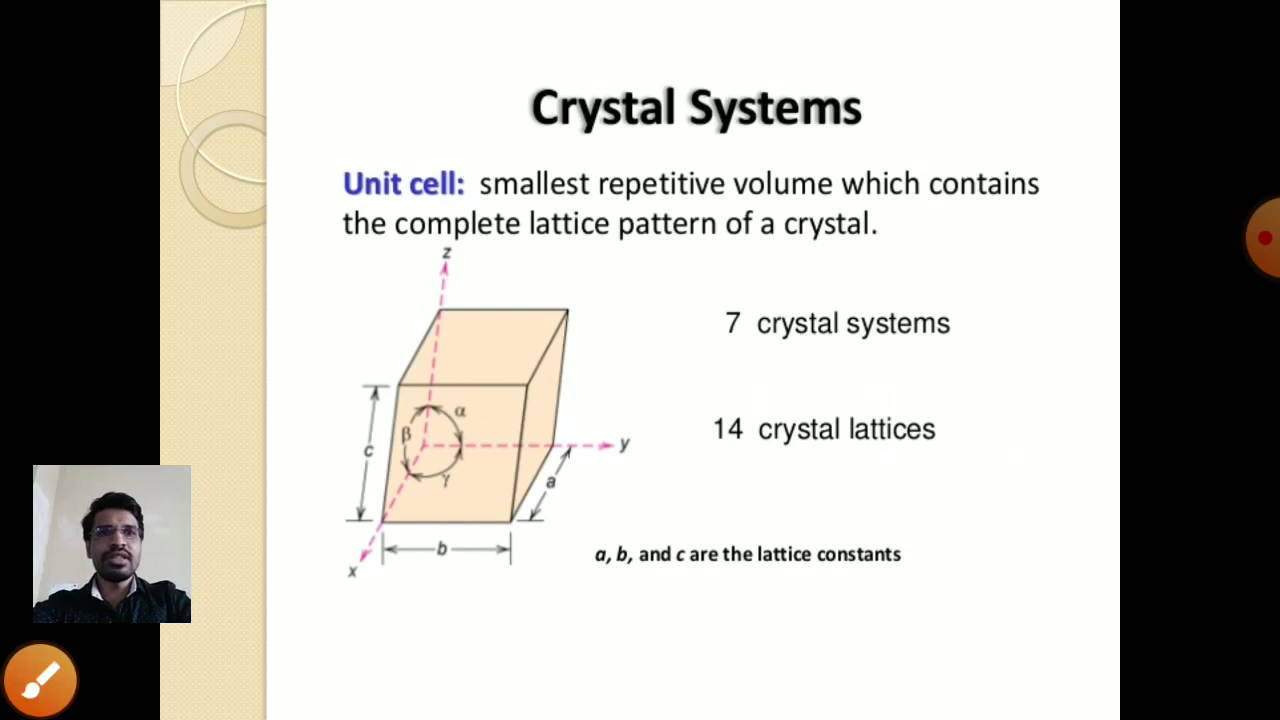 Crystal Systems
Unit cell: smallest repetitive volume which contains
the complete lattice pattern of a crystal.
z
7 crystal systems
α
β
14 crystal lattices
y
c
γ
a
b
a, b, and c are the lattice constants
x